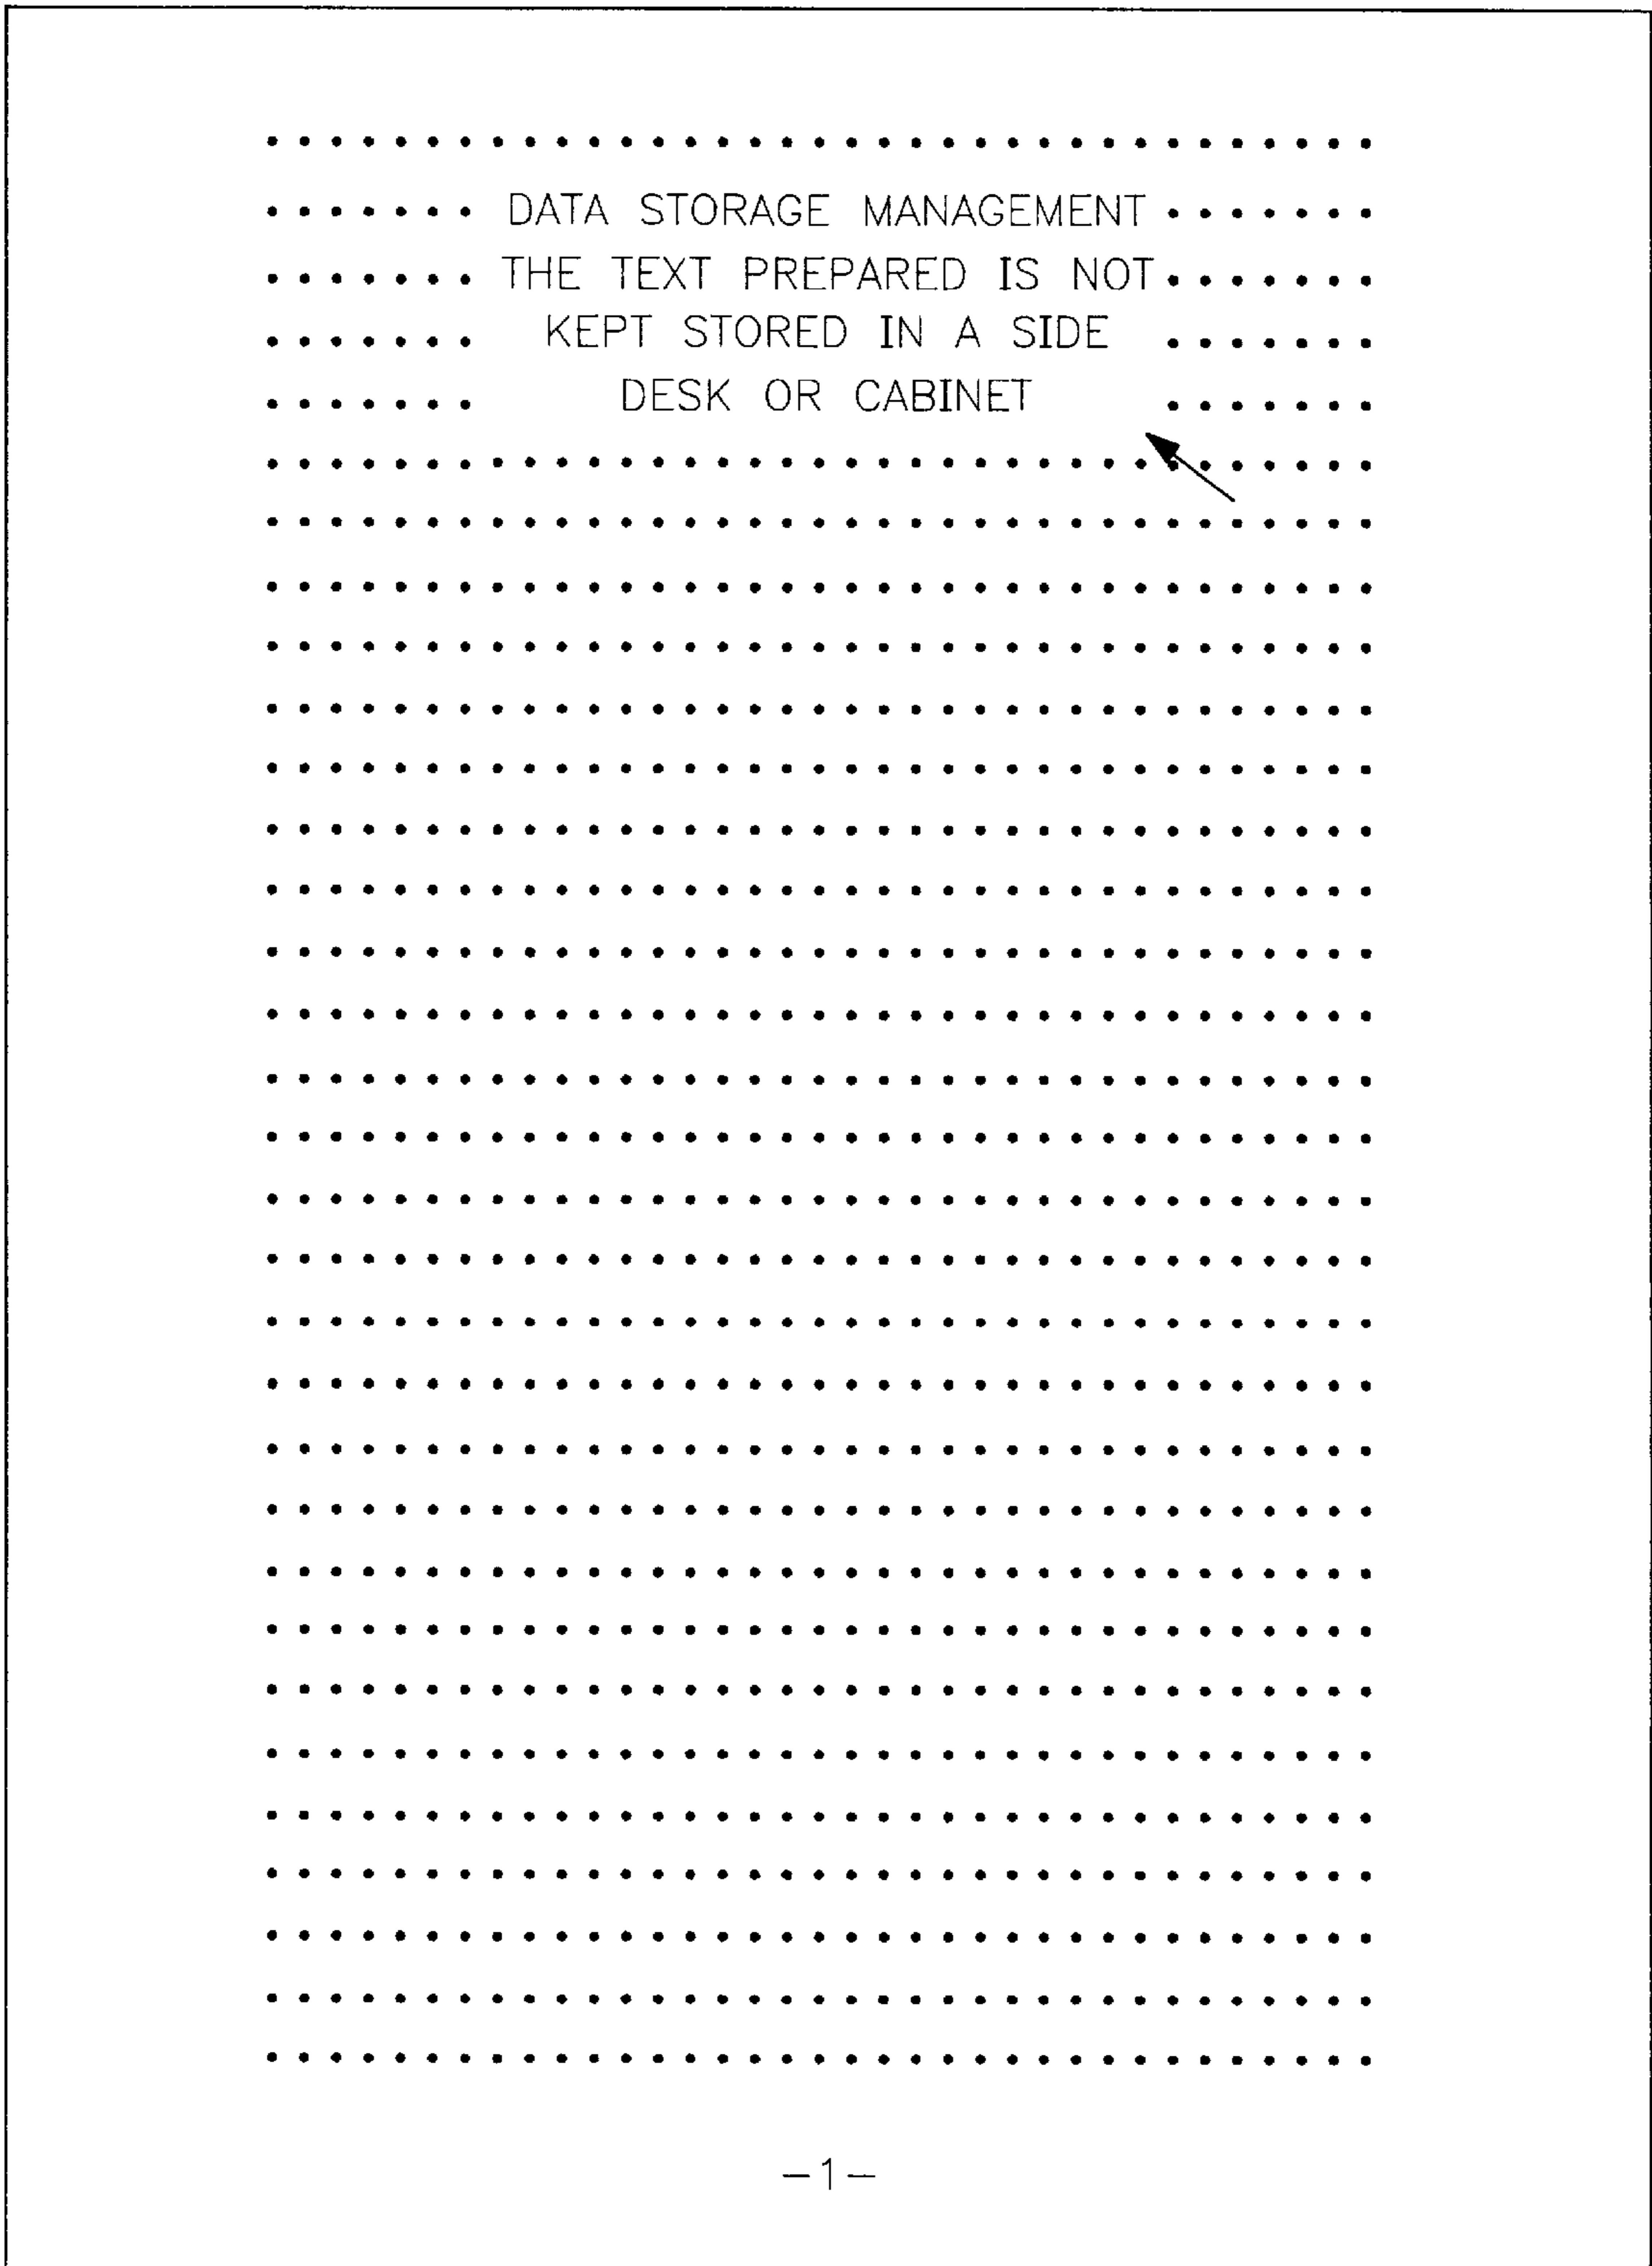 DATA STORAGE MANAGEMENT
THE TEXT PREPARED IS NOT
KEPT STORED IN A SIDE
DESK OR CABINET
-1-